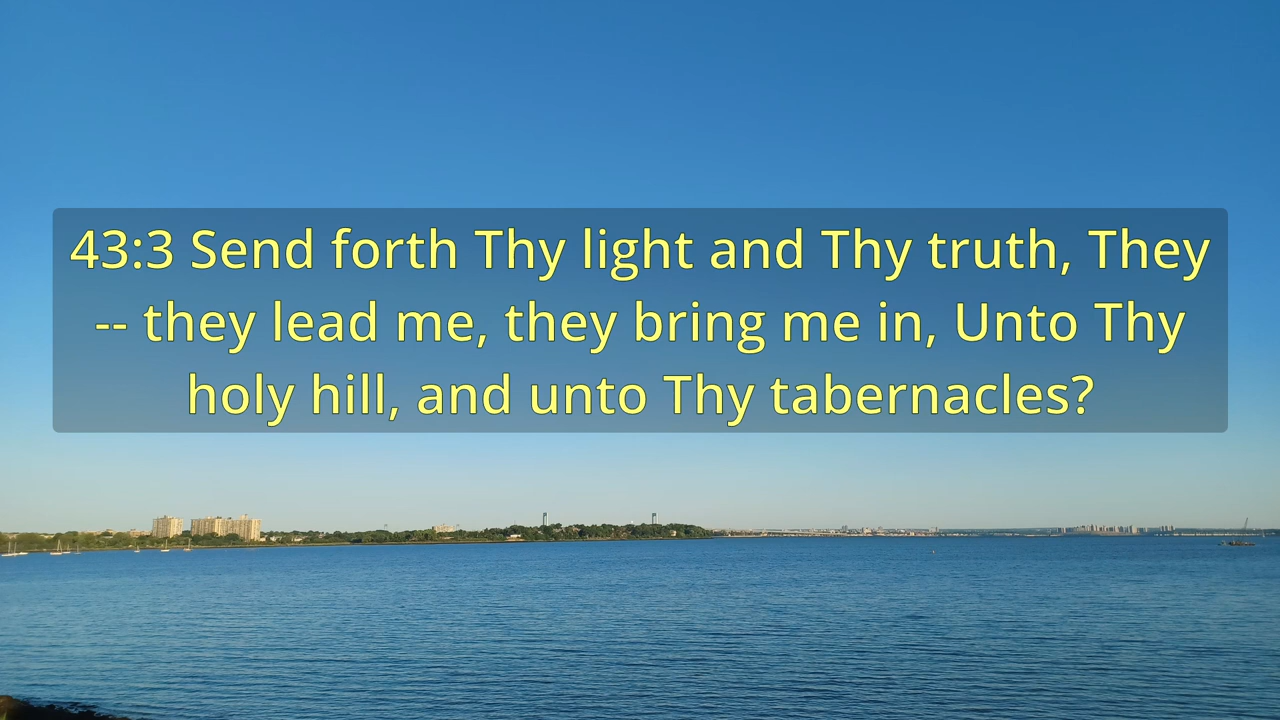 43:3 Send forth Thy light and Thy truth, They
-- they lead me, they bring me in, Unto Thy
holy hill, and unto Thy tabernacles?